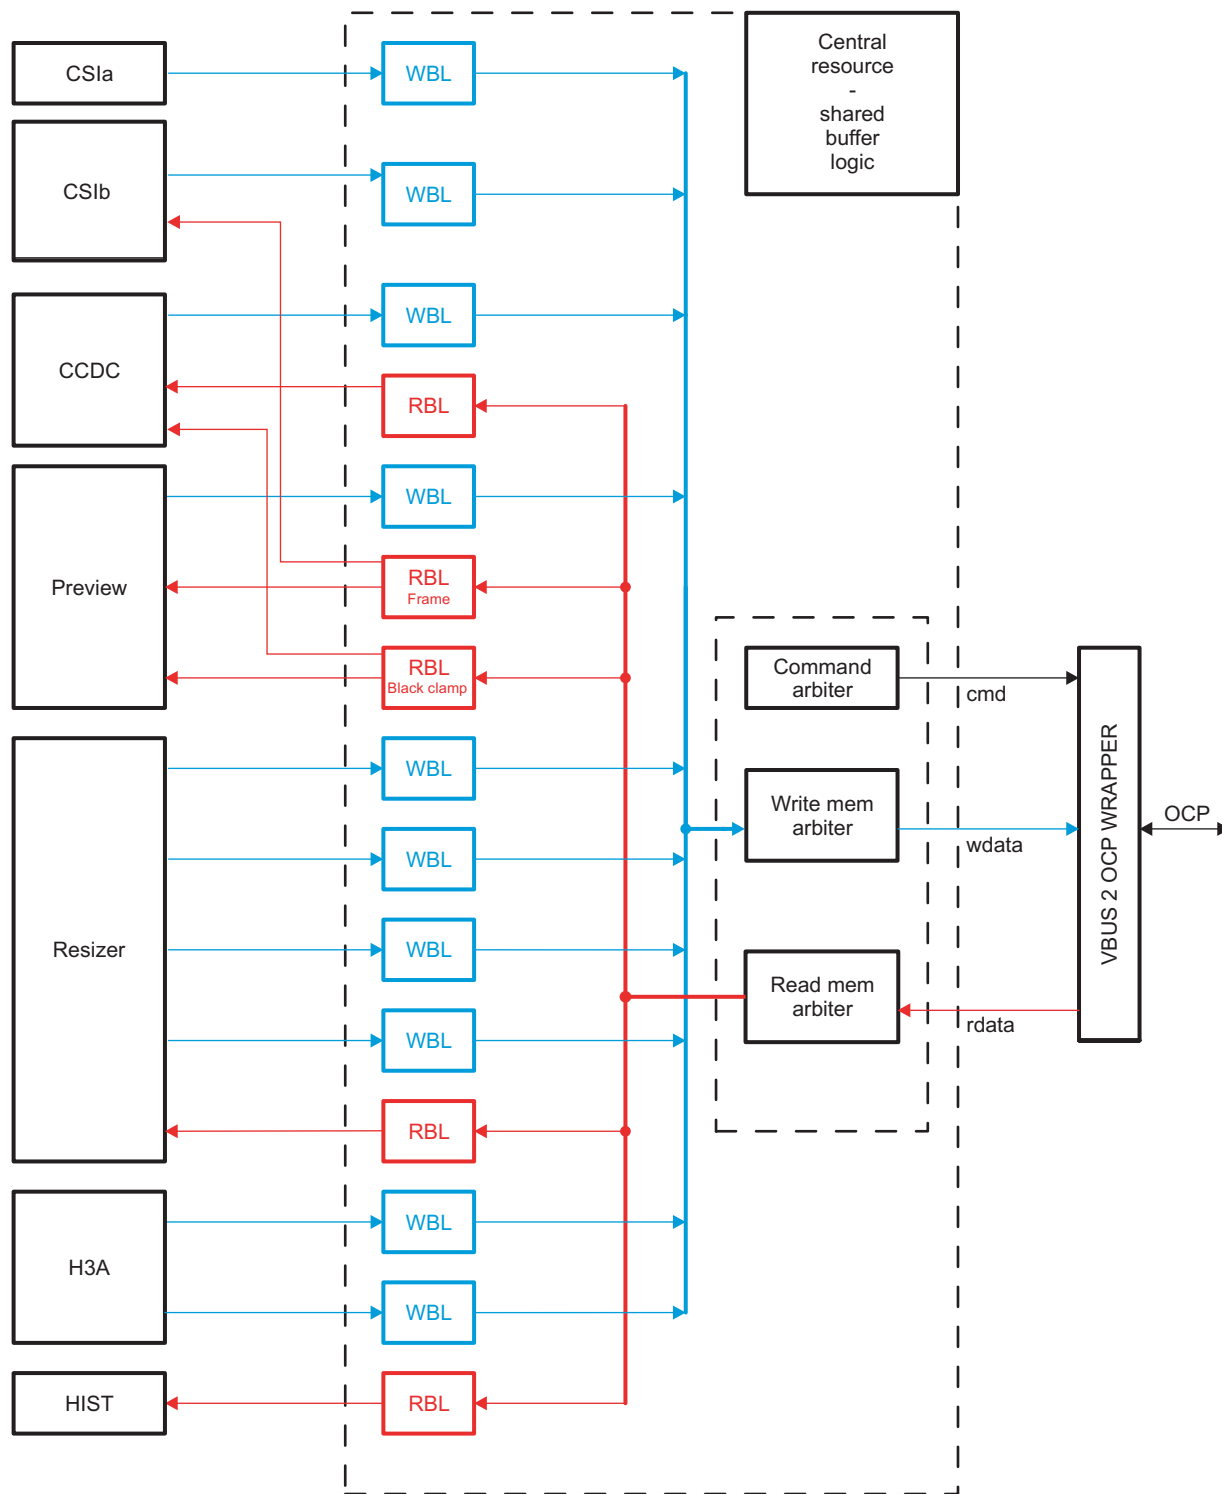 Central
resource
-
shared
buffer
logic
CSIa
WBL
CSIb
WBL
CCDC
WBL
RBL
Preview
WBL
RBL
Frame
RBL
Black clamp
Command
arbiter
cmd
Resizer
WBL
WBL
WBL
WBL
RBL
Write mem
arbiter
wdata
Read mem
arbiter
rdata
VBUS 2 OCP WRAPPER
OCP
H3A
WBL
WBL
HIST
RBL